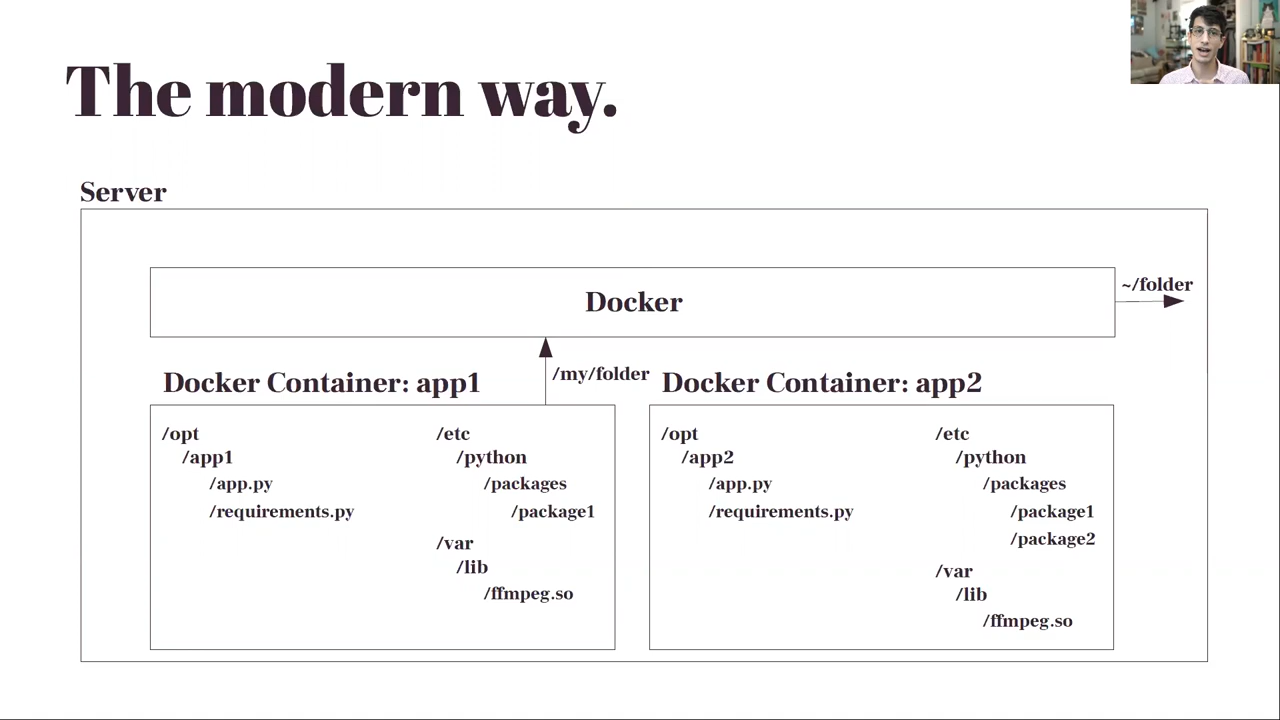 The modern way.
Server
Docker
~/folder
/my/folder
Docker Container: app1
/opt
/app1
/app.py
/requirements.py
/etc
/python
/packages
/package1
/var
/lib
/ffmpeg.so
Docker Container: app2
/opt
/app2
/app.py
/requirements.py
/etc
/python
/packages
/package1
/package2
/var
/lib
/ffmpeg.so